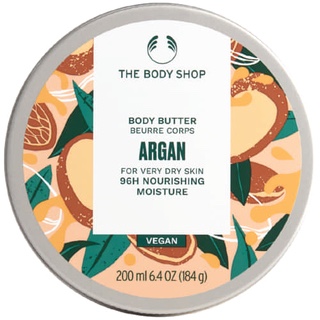 THE BODY SHOP
BODY BUTTER
BEURRE CORPS
ARGAN
FOR VERY DRY SKIN
96H NOURISHING
MOISTURE
VEGAN
200 ml 6.4 OZ (184 g)